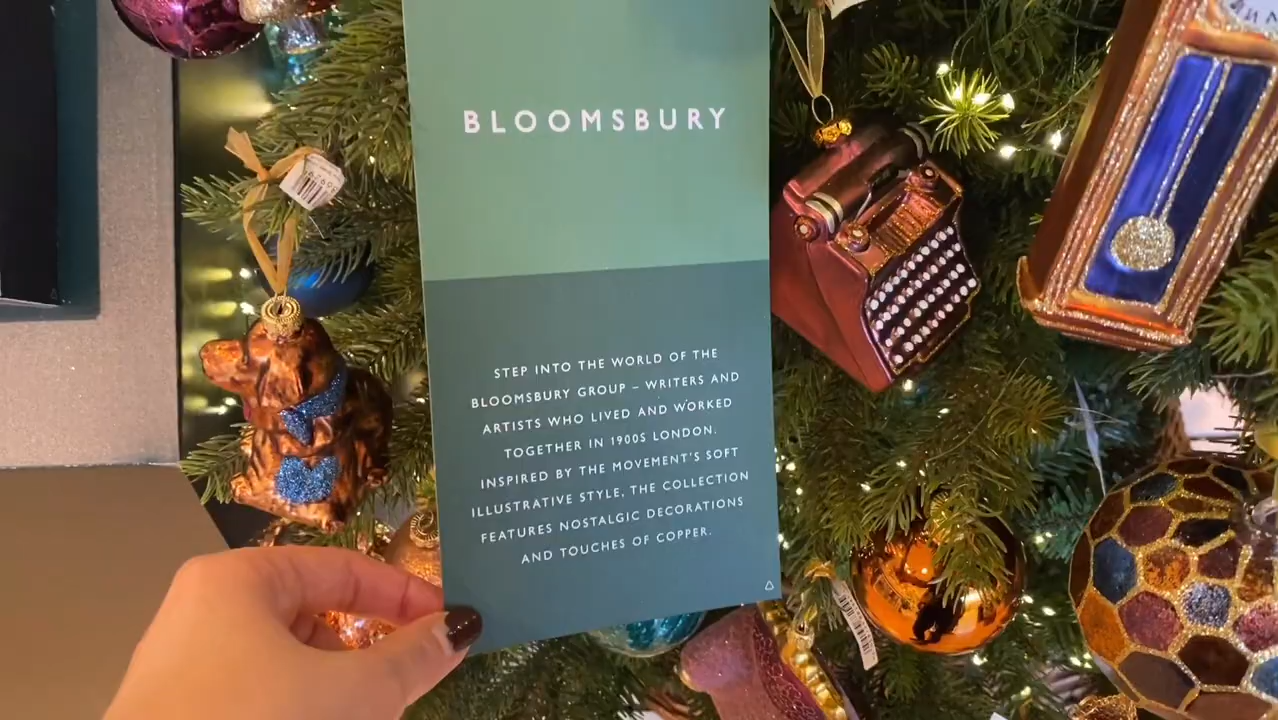 BLOOMSBURY
STEP INTO THE WORLD OF THE
BLOOMSBURY GROUP – WRITERS AND
ARTISTS WHO LIVED AND WORKED
TOGETHER IN 1900S LONDON.
INSPIRED BY THE MOVEMENT'S SOFT
ILLUSTRATIVE STYLE, THE COLLECTION
FEATURES NOSTALGIC DECORATIONS
AND TOUCHES OF COPPER.